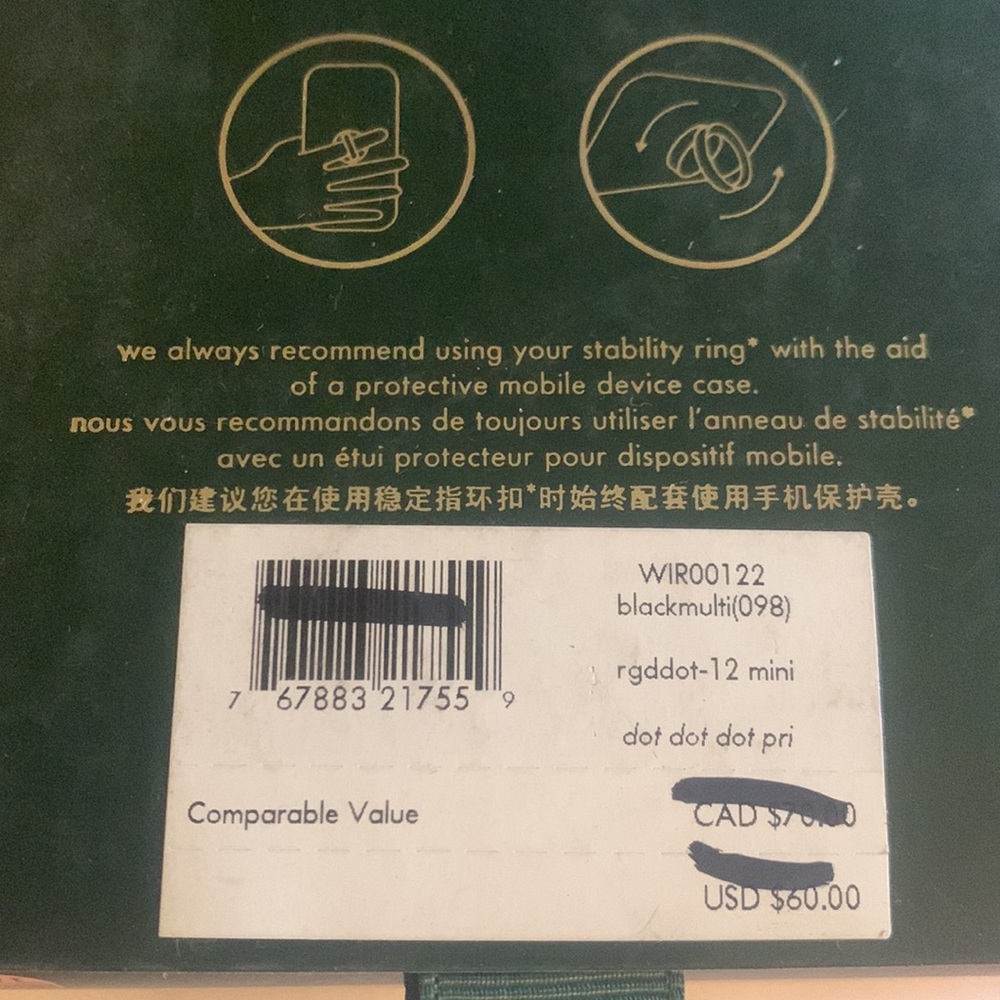 we always recommend using your stability ring* with the aid
of a protective mobile device case.
nous vous recommandons de toujours utiliser l'anneau de stabilité*
avec un étui protecteur pour dispositif mobile.
我们建议您在使用稳定指环扣*时始终配套使用手机保护壳。
WIR00122
blackmulti(098)
rgddot-12 mini
7 67883 21755 9
dot dot dot pri
Comparable Value CAD $70.00
USD $60.00